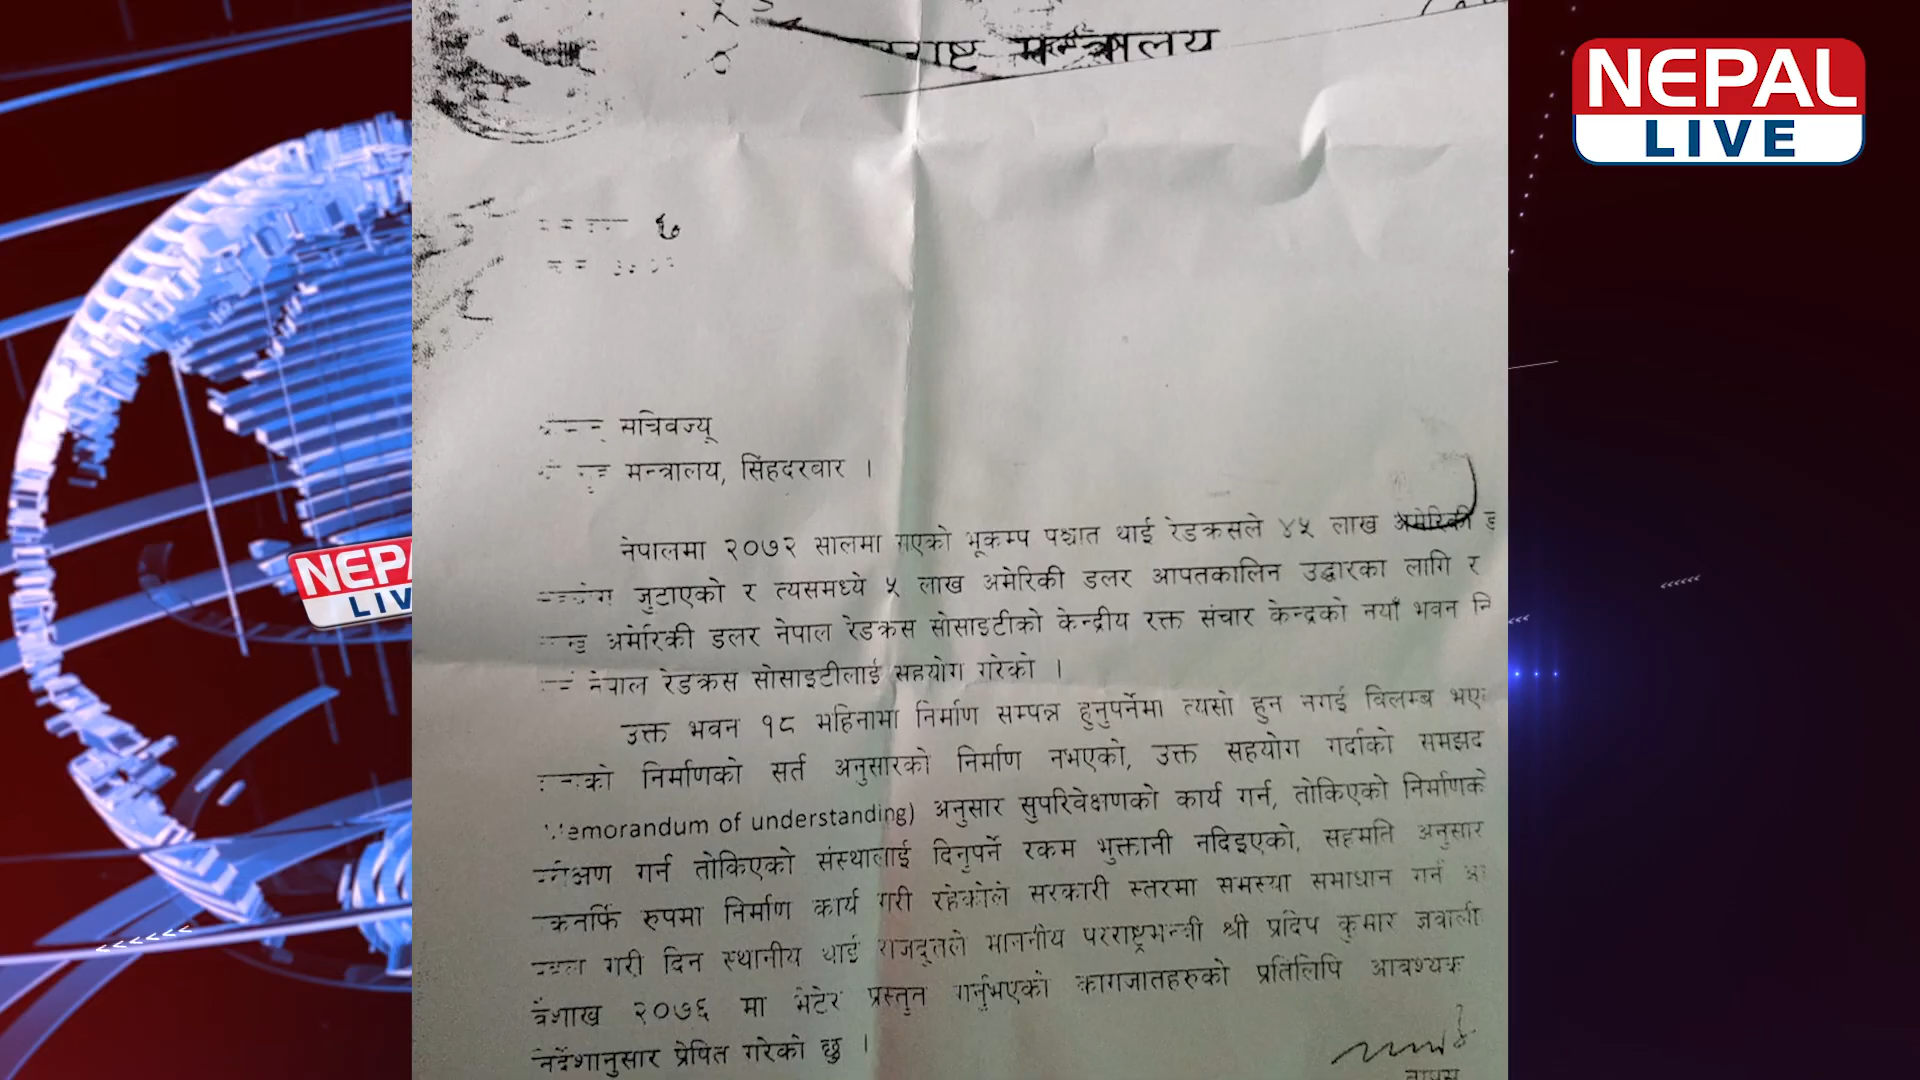 मन्त्रालय
NEPAL
LIVE
६
सचिवज्यू
मन्त्रालय, सिंहदरबार ।
नेपालमा २०७२ सालमा गएको भूकम्प पश्चात थाई रेडक्रसले ४५ लाख अमेरिकी ड
जुटाएको र त्यसमध्ये ५ लाख अमेरिकी डलर आपतकालिन उद्धारका लागि र
अमेरिकी डलर नेपाल रेडक्रस सोसाइटीको केन्द्रीय रक्त संचार केन्द्रको नयाँ भवन नि
NEP
LIV
नेपाल रेडक्रस सोसाइटीलाई सहयोग गरेको ।
उक्त भवन १८ महिनामा निर्माण सम्पन्न हुनुपर्नेमा त्यसो हुन नगई विलम्ब भए
निर्माणको सर्त अनुसारको निर्माण नभएको, उक्त सहयोग गर्दाको समझद
Memorandum of understanding) अनुसार सुपरिवेक्षणको कार्य गर्न, तोकिएको निर्माणक
गर्न तोकिएको संस्थालाई दिनुपर्ने रकम भुक्तानी नदिइएको, सहमति अनुसार
रुपमा निर्माण कार्य गरी रहेकोले सरकारी स्तरमा समस्या समाधान गर्न
गरी दिन स्थानीय थाई राजदूतले माननीय परराष्ट्रमन्त्री श्री प्रदिप कुमार ज्ञवाली
वैशाख २०७६ मा भेटेर प्रस्तुत गर्नुभएको कागजातहरुको प्रतिलिपि आवश्यक
निर्देशानुसार प्रेषित गरेको छु ।